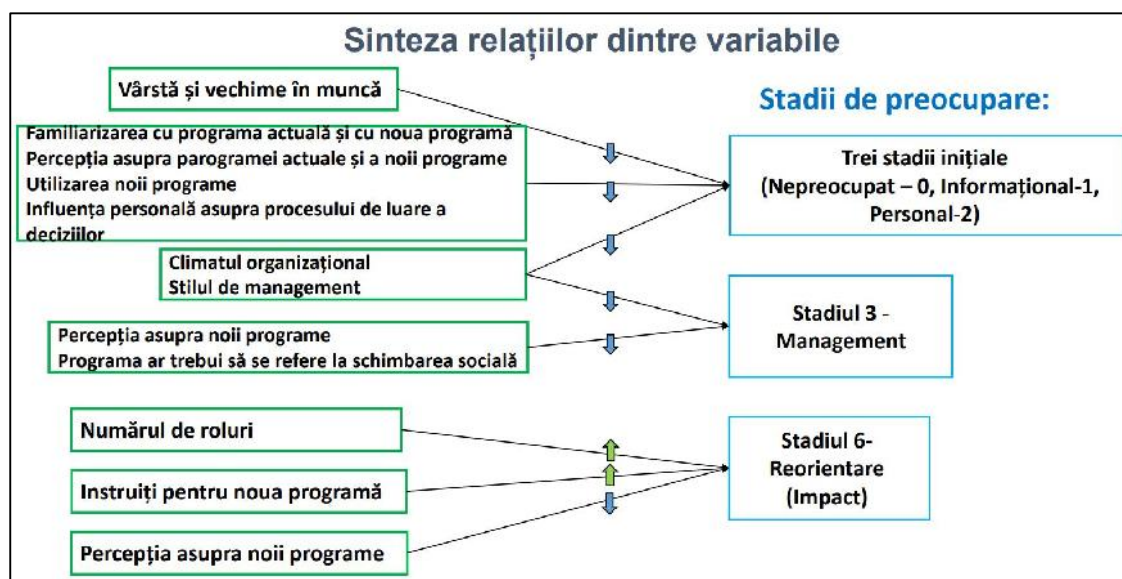 Sinteza relațiilor dintre variabile
Vârstă și vechime în muncă
Familiarizarea cu programa actuală și cu noua programă
Percepția asupra parogramei actuale și a noii programe
Utilizarea noii programe
Influența personală asupra procesului de luare a
deciziilor
Climatul organizațional
Stilul de management
Percepția asupra noii programe
Programa ar trebui să se refere la schimbarea socială
Numărul de roluri
Instruiți pentru noua programă
Percepția asupra noii programe
Stadii de preocupare:
Trei stadii inițiale
(Nepreocupat – 0, Informațional-1,
Personal-2)
Stadiul 3 -
Management
Stadiul 6-
Reorientare
(Impact)